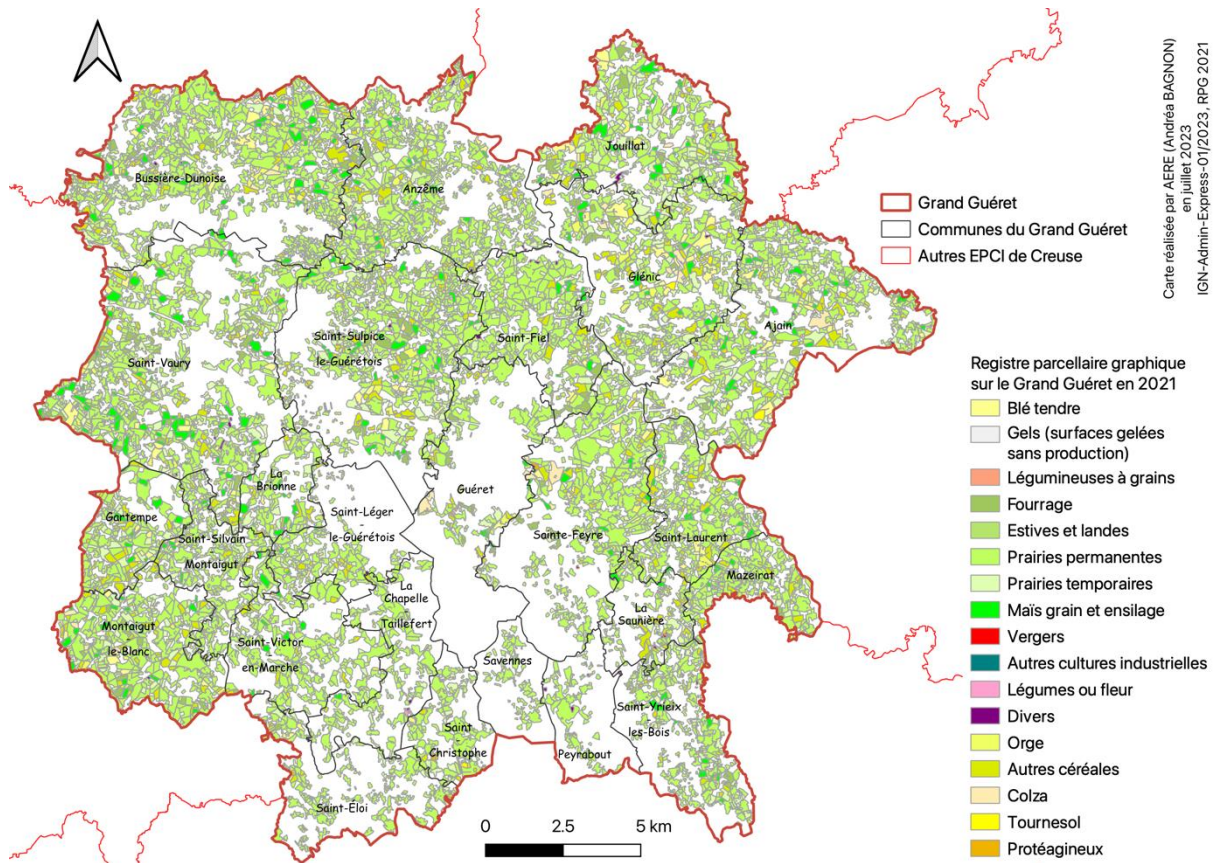 Carte réalisée par AERE (Andréa BAGNON)
en juillet 2023
IGN-Admin-Express-01/2023, RPG 2021
Grand Guéret
Communes du Grand Guéret
Autres EPCI de Creuse
Registre parcellaire graphique
sur le Grand Guéret en 2021
Blé tendre
Gels (surfaces gelées
sans production)
Légumineuses à grains
Fourrage
Estives et landes
Prairies permanentes
Prairies temporaires
Maïs grain et ensilage
Vergers
Autres cultures industrielles
Légumes ou fleur
Divers
Orge
Autres céréales
Colza
Tournesol
Protéagineux
Jouillat
Bussière-Dunoise
Anzême
Glénic
Ajain
Saint-Sulpice
-
le-Guérétois
Saint-Fiel
Saint-Vaury
La
Brionne
Guéret
Gartempe
Saint-Léger
-
le-Guérétois
Saint-Silvain
-
Montaigut
Sainte-Feyre
Saint-Laurent
Mazeirat
La
Chapelle
-
Taillefert
La
Saunière
Montaigut
-
le-Blanc
Saint-Victor
-
en-Marche
Savennes
Saint-Yrieix
-
les-Bois
Saint
-
Christophe
Peyrabout
Saint-Éloi
0 2.5 5 km